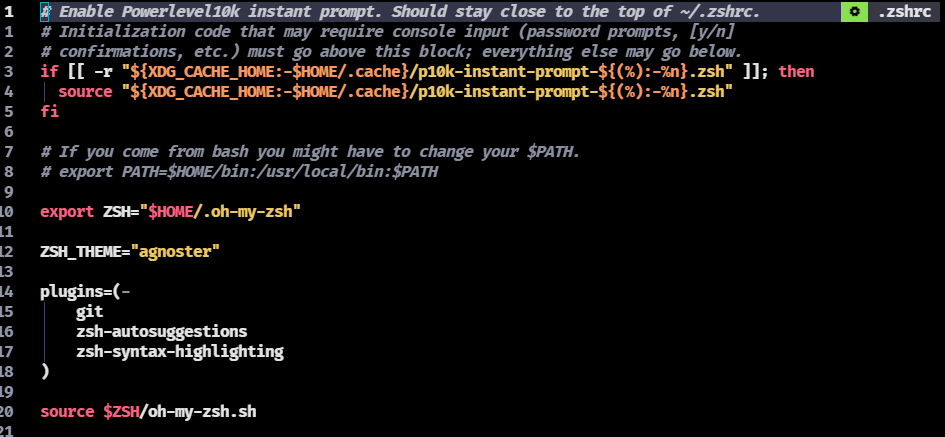 1 # Enable Powerlevel10k instant prompt. Should stay close to the top of ~/.zshrc. .zshrc
1 # Initialization code that may require console input (password prompts, [y/n]
2 # confirmations, etc.) must go above this block; everything else may go below.
3 if [[ -r "${XDG_CACHE_HOME:-$HOME/.cache}/p10k-instant-prompt-${(%):-%n}.zsh" ]]; then
4   source "${XDG_CACHE_HOME:-$HOME/.cache}/p10k-instant-prompt-${(%):-%n}.zsh"
5 fi
6
7 # If you come from bash you might have to change your $PATH.
8 # export PATH=$HOME/bin:/usr/local/bin:$PATH
9
10 export ZSH="$HOME/.oh-my-zsh"
11
12 ZSH_THEME="agnoster"
13
14 plugins=(-
15     git
16     zsh-autosuggestions
17     zsh-syntax-highlighting
18 )
19
20 source $ZSH/oh-my-zsh.sh
21